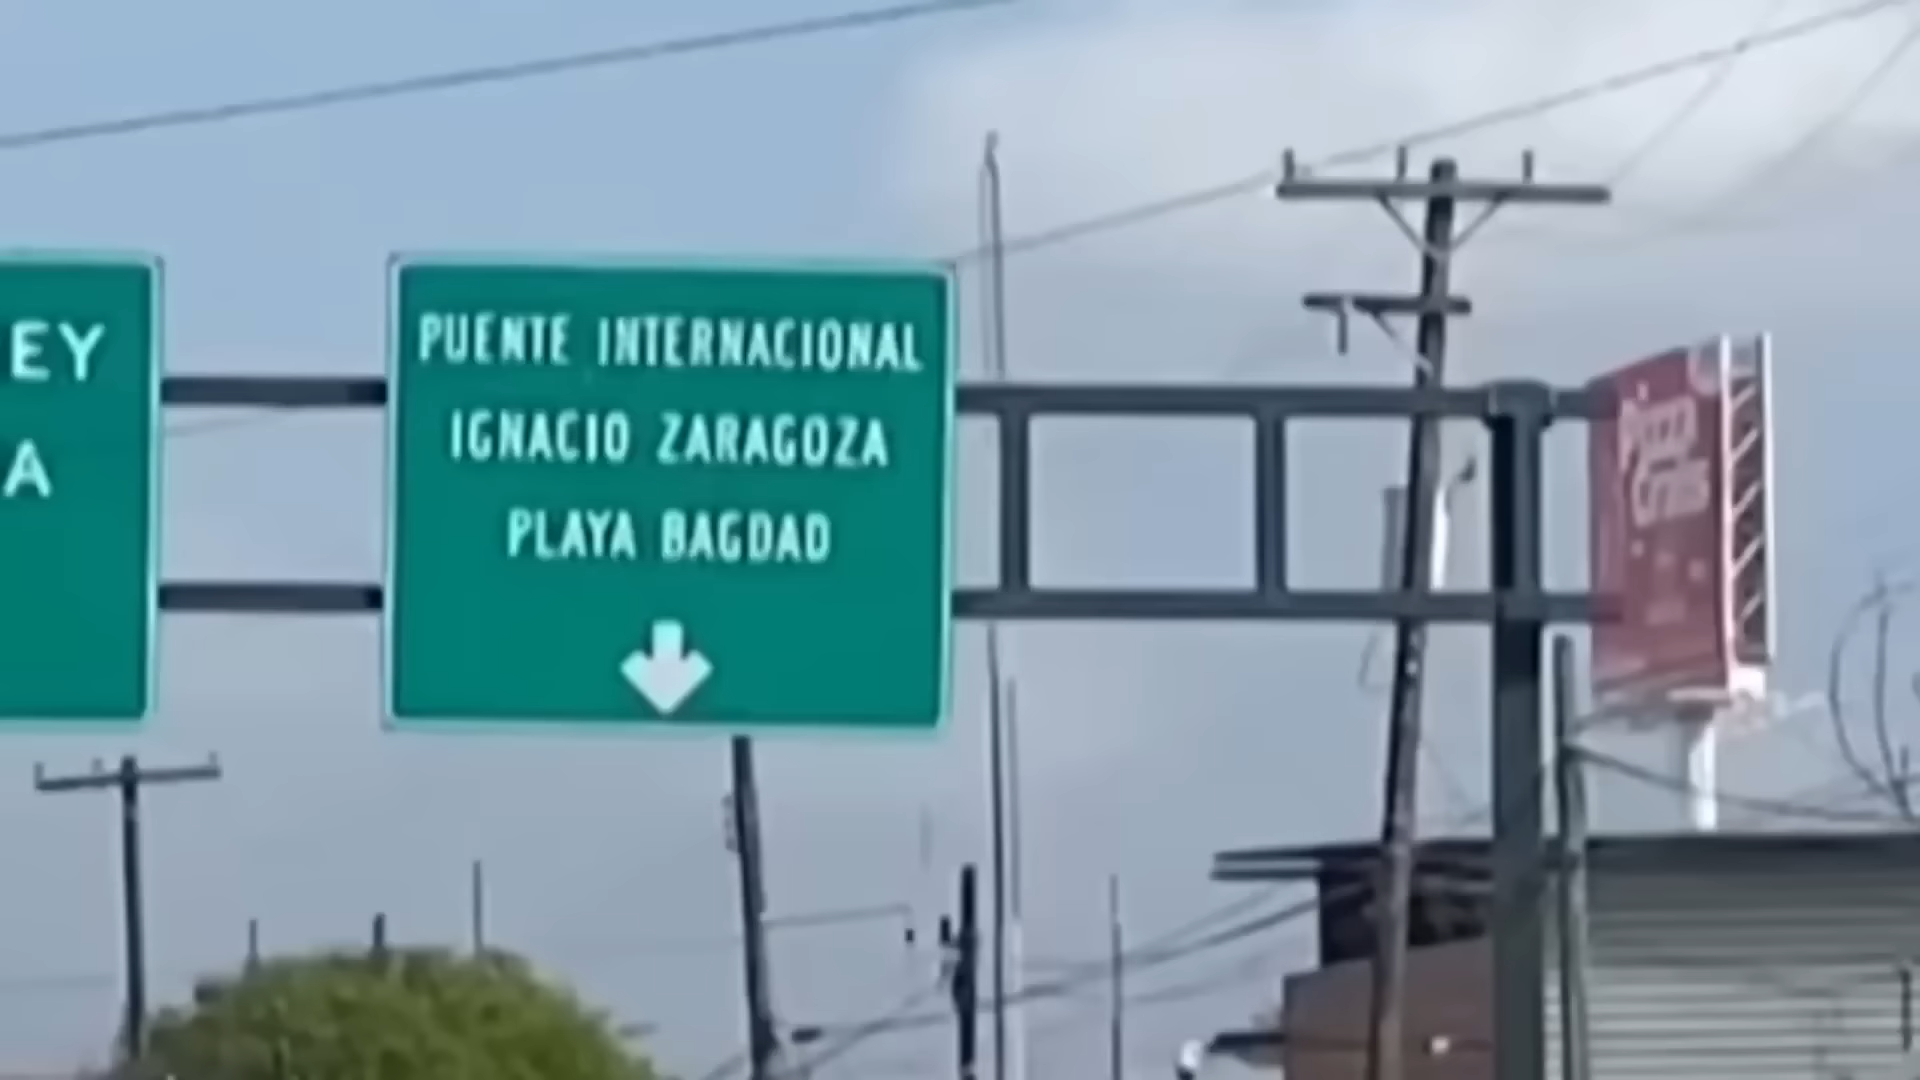 EY
A
PUENTE INTERNACIONAL
IGNACIO ZARAGOZA
PLAYA BAGDAD
Pizza
Gratis